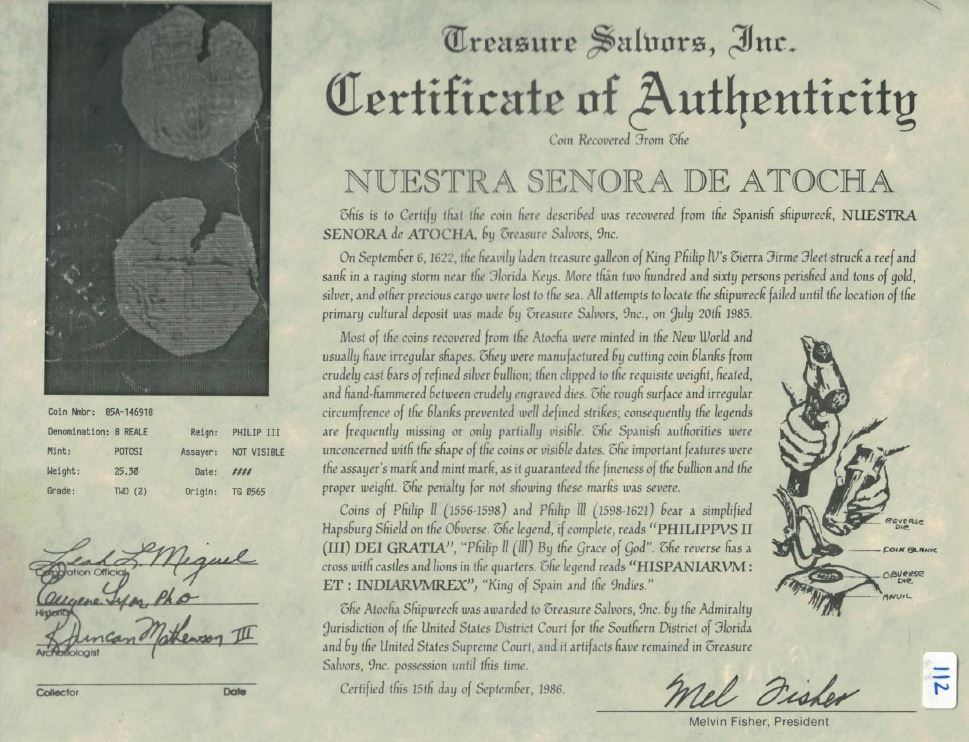 Treasure Salvors, Inc.
Certificate of Authenticity
Coin Recovered From The
NUESTRA SENORA DE ATOCHA
This is to Certify that the coin here described was recovered from the Spanish shipwreck, NUESTRA
SENORA de ATOCHA, by Treasure Salvors, Inc.
On September 6, 1622, the heavily laden treasure galleon of King Philip IV's Tierra Firme Fleet struck a reef and
sank in a raging storm near the Florida Keys. More than two hundred and sixty persons perished and tons of gold,
silver, and other precious cargo were lost to the sea. All attempts to locate the shipwreck failed until the location of the
primary cultural deposit was made by Treasure Salvors, Inc., on July 20th 1985.
Most of the coins recovered from the Atocha were minted in the New World and
usually have irregular shapes. They were manufactured by cutting coin blanks from
crudely cast bars of refined silver bullion; then clipped to the requisite weight, heated,
and hand-hammered between crudely engraved dies. The rough surface and irregular
circumfrence of the blanks prevented well defined strikes; consequently the legends
are frequently missing or only partially visible. The Spanish authorities were
unconcerned with the shape of the coins or visible dates. The important features were
the assayer's mark and mint mark, as it guaranteed the fineness of the bullion and the
proper weight. The penalty for not showing these marks was severe.
Coins of Philip II (1556-1598) and Philip III (1598-1621) bear a simplified
Hapsburg Shield on the Obverse. The legend, if complete, reads "PHILIPPVS II
(III) DEI GRATIA", "Philip II (III) By the Grace of God". The reverse has a
cross with castles and lions in the quarters. The legend reads "HISPANIARVM :
ET : INDIARVMREX", "King of Spain and the Indies."
The Atocha Shipwreck was awarded to Treasure Salvors, Inc. by the Admiralty
Jurisdiction of the United States District Court for the Southern District of Florida
and by the United States Supreme Court, and it artifacts have remained in Treasure
Salvors, Inc. possession until this time.
Certified this 15th day of September, 1986.
Mel Fisher
Melvin Fisher, President
112
REVERSE
DIE
COIN BLANK
OBVERSE
DIE
ANVIL
Coin Nmbr: 85A-146918
Denomination: 8 REALE Reign: PHILIP III
Mint: POTOSI Assayer: NOT VISIBLE
Weight: 25.30 Date: ####
Grade: TWO (2) Origin: TG 0565
Leah L Miguel
Corporation Official
Eugene Lyon PhD
Historian
R Duncan Mathewson III
Archaeologist
Collector Date